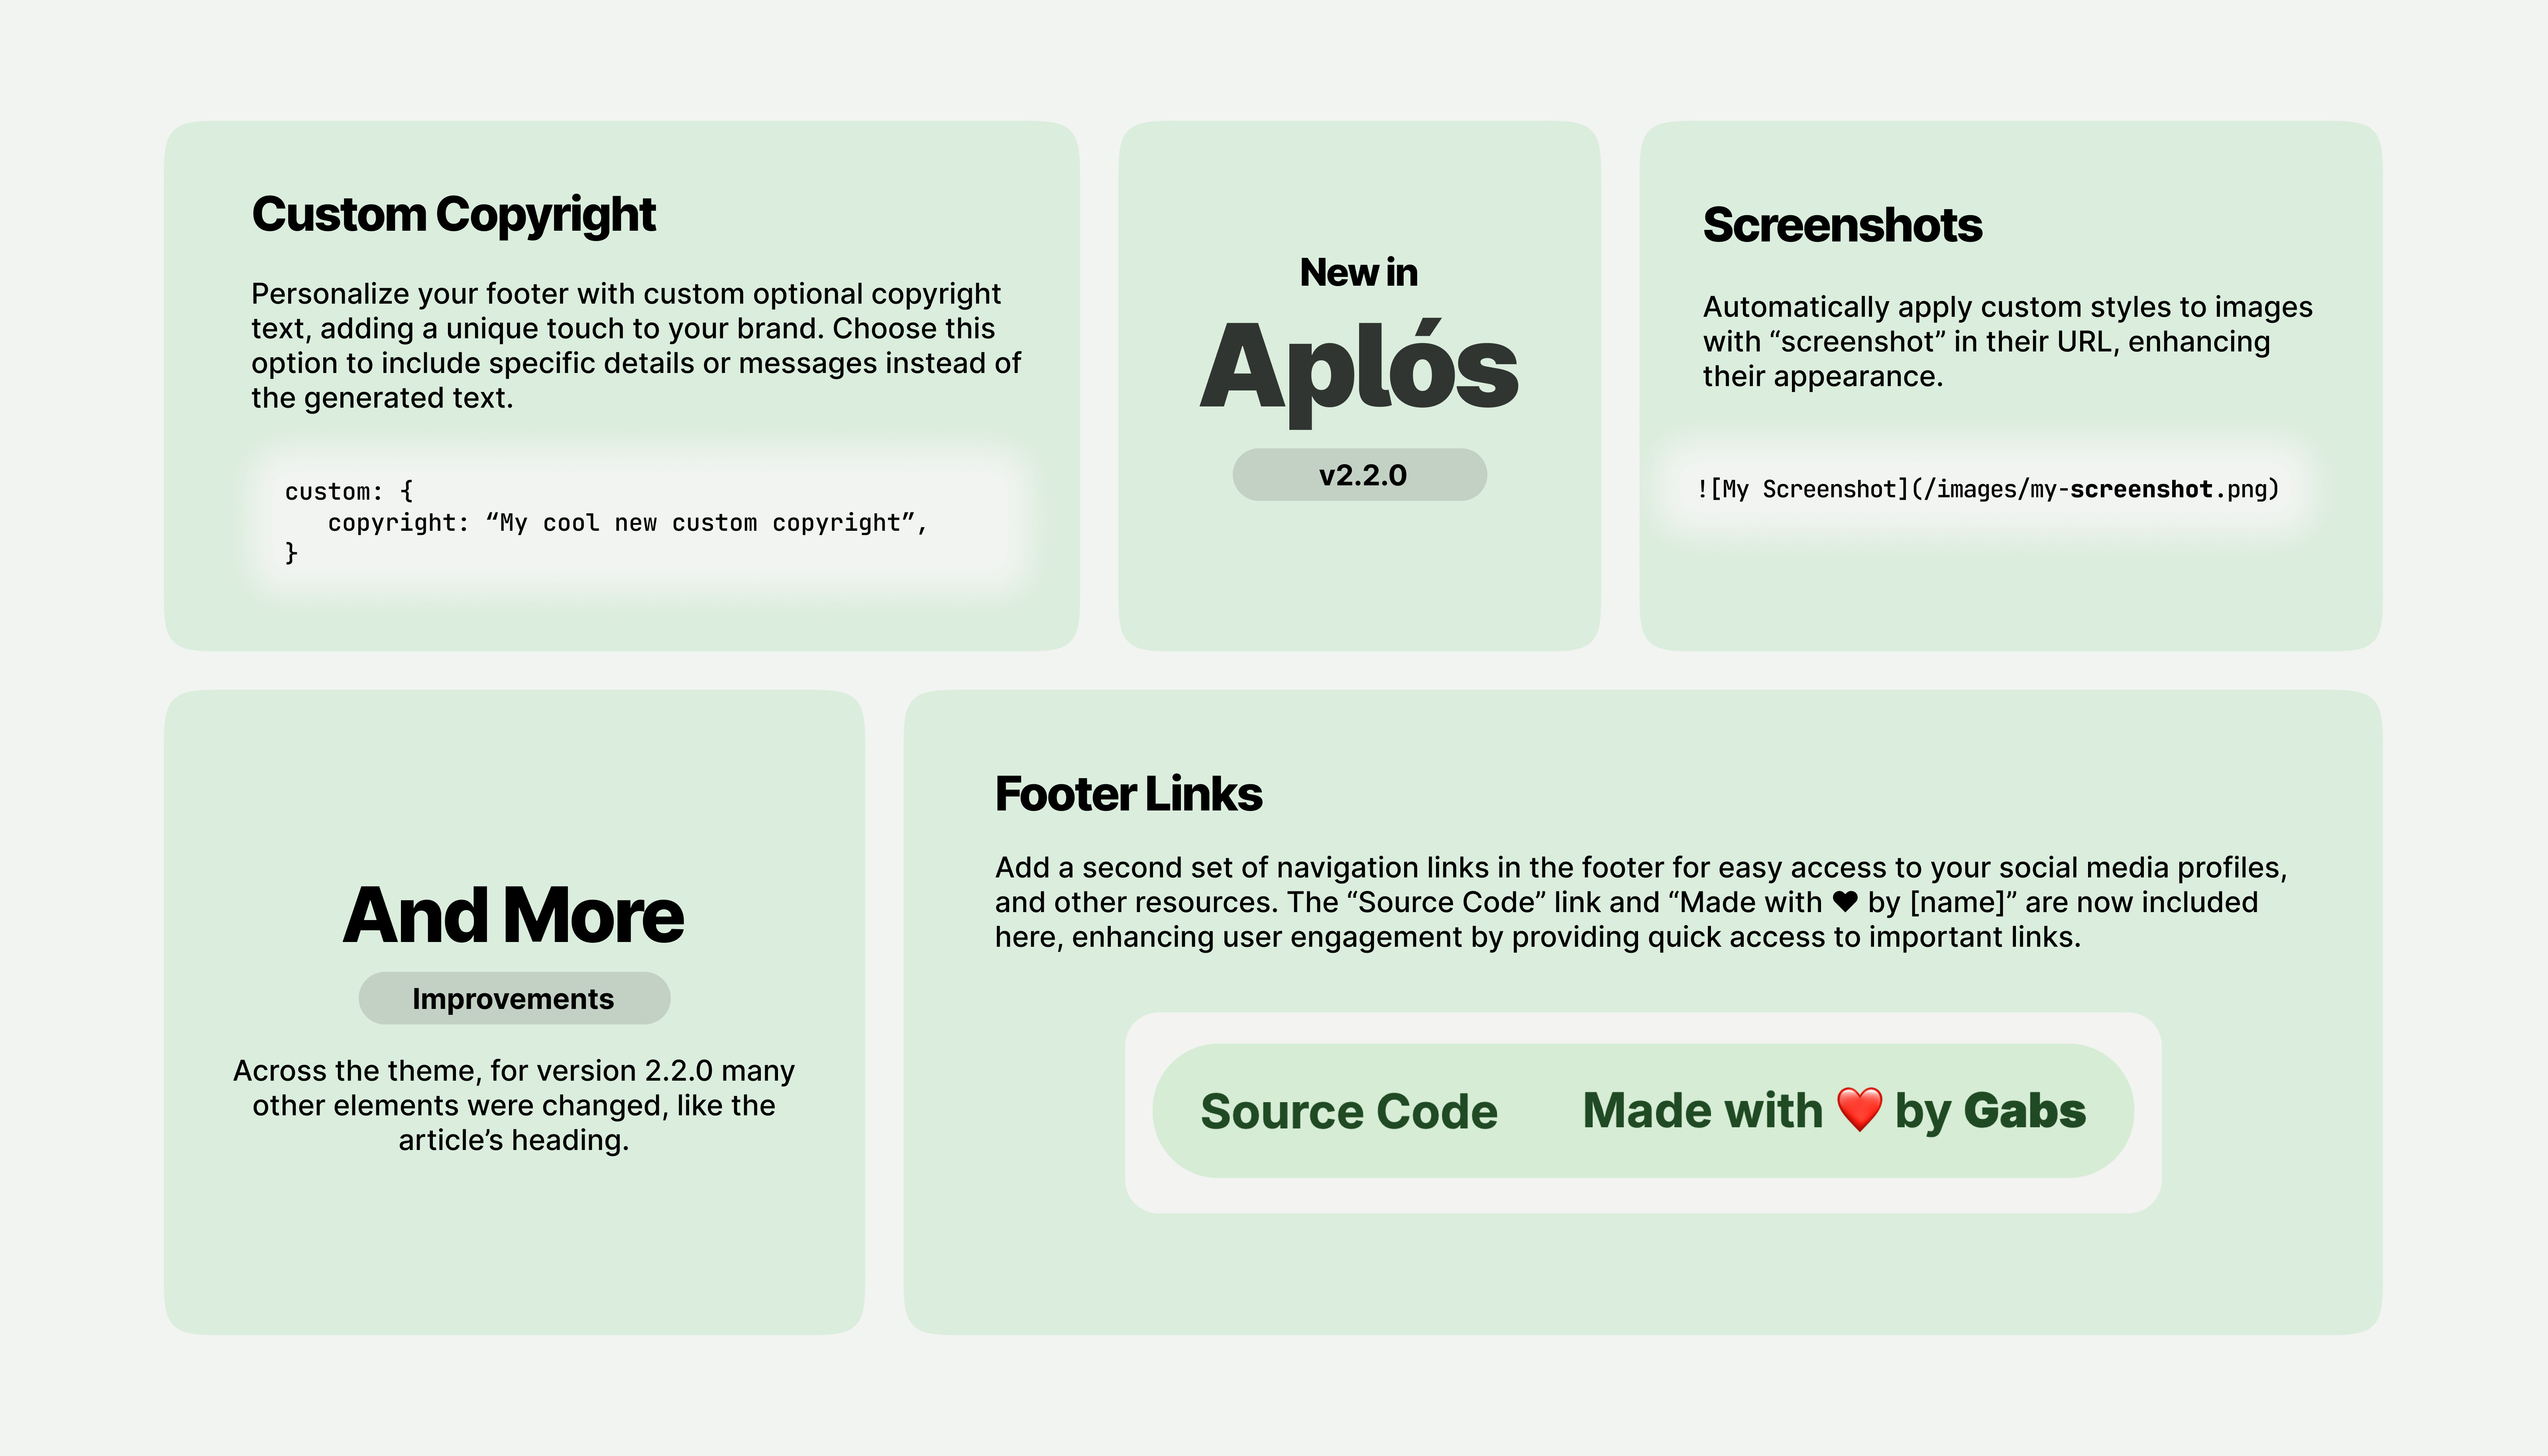 Custom Copyright
Personalize your footer with custom optional copyright
text, adding a unique touch to your brand. Choose this
option to include specific details or messages instead of
the generated text.
custom: {
   copyright: “My cool new custom copyright”,
}
New in
Aplós
v2.2.0
Screenshots
Automatically apply custom styles to images
with “screenshot” in their URL, enhancing
their appearance.
![My Screenshot](/images/my-screenshot.png)
And More
Improvements
Across the theme, for version 2.2.0 many
other elements were changed, like the
article’s heading.
Footer Links
Add a second set of navigation links in the footer for easy access to your social media profiles,
and other resources. The “Source Code” link and “Made with ♥ by [name]” are now included
here, enhancing user engagement by providing quick access to important links.
Source Code
Made with ❤️ by Gabs